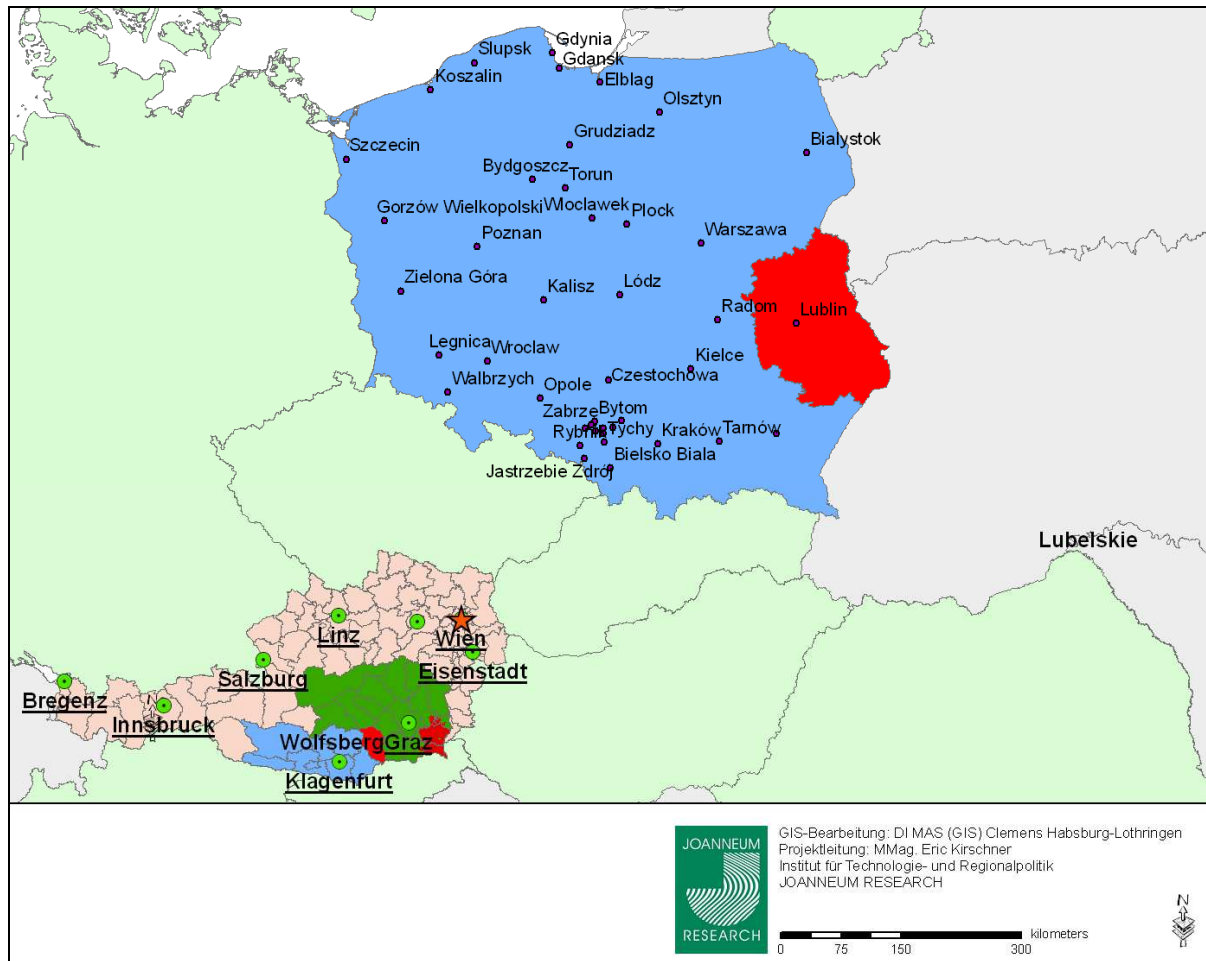 Gdynia
Slupsk
Gdansk
Koszalin
Elblag
Olsztyn
Grudziadz
Bialystok
Szczecin
Bydgoszcz
Torun
Gorzów Wielkopolski
Wloclawek
Plock
Poznan
Warszawa
Zielona Góra
Kalisz
Lódz
Radom
Lublin
Legnica
Wroclaw
Kielce
Walbrzych
Opole
Czestochowa
Zabrze
Bytom
Rybnik
Tychy
Kraków
Tarnów
Bielsko Biala
Jastrzebie Zdrój
Lubelskie
Linz
Wien
Salzburg
Eisenstadt
Bregenz
Innsbruck
N
Wolfsberg
Graz
Klagenfurt
JOANNEUM
RESEARCH
GIS-Bearbeitung: DI MAS (GIS) Clemens Habsburg-Lothringen
Projektleitung: MMag. Eric Kirschner
Institut für Technologie- und Regionalpolitik
JOANNEUM RESEARCH
N
kilometers
0 75 150 300